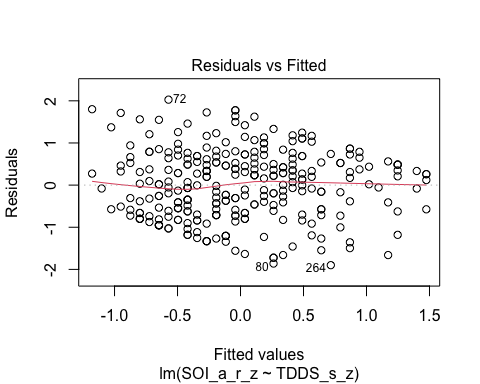 Residuals vs Fitted
Residuals
2
1
0
-1
-2
72
80
264
-1.0 -0.5 0.0 0.5 1.0 1.5
Fitted values
lm(SOI_a_r_z ~ TDDS_s_z)